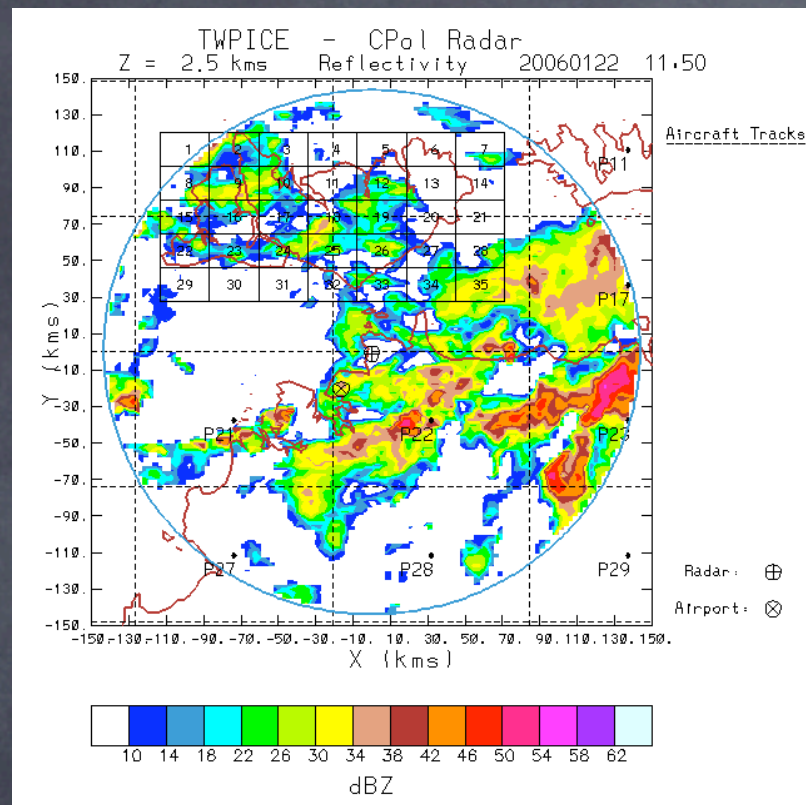 TWPICE - CPol Radar
Z = 2.5 kms Reflectivity 20060122 11.50
Aircraft Tracks
150.
130.
110.
90.
70.
50.
30.
10.
-10.
-30.
-50.
-70.
-90.
-110.
-130.
-150.
Y (kms)
1 2 3 4 5 6 7
8 9 10 11 12 13 14
15 16 17 18 19 20 21
22 23 24 25 26 27 28
29 30 31 32 33 34 35
P11
P17
P21 P22 P23
P27 P28 P29
Radar:
Airport:
-150.-130.-110.-90.-70.-50.-30.-10. 10. 30. 50. 70. 90. 110. 130. 150.
X (kms)
10 14 18 22 26 30 34 38 42 46 50 54 58 62
dBZ